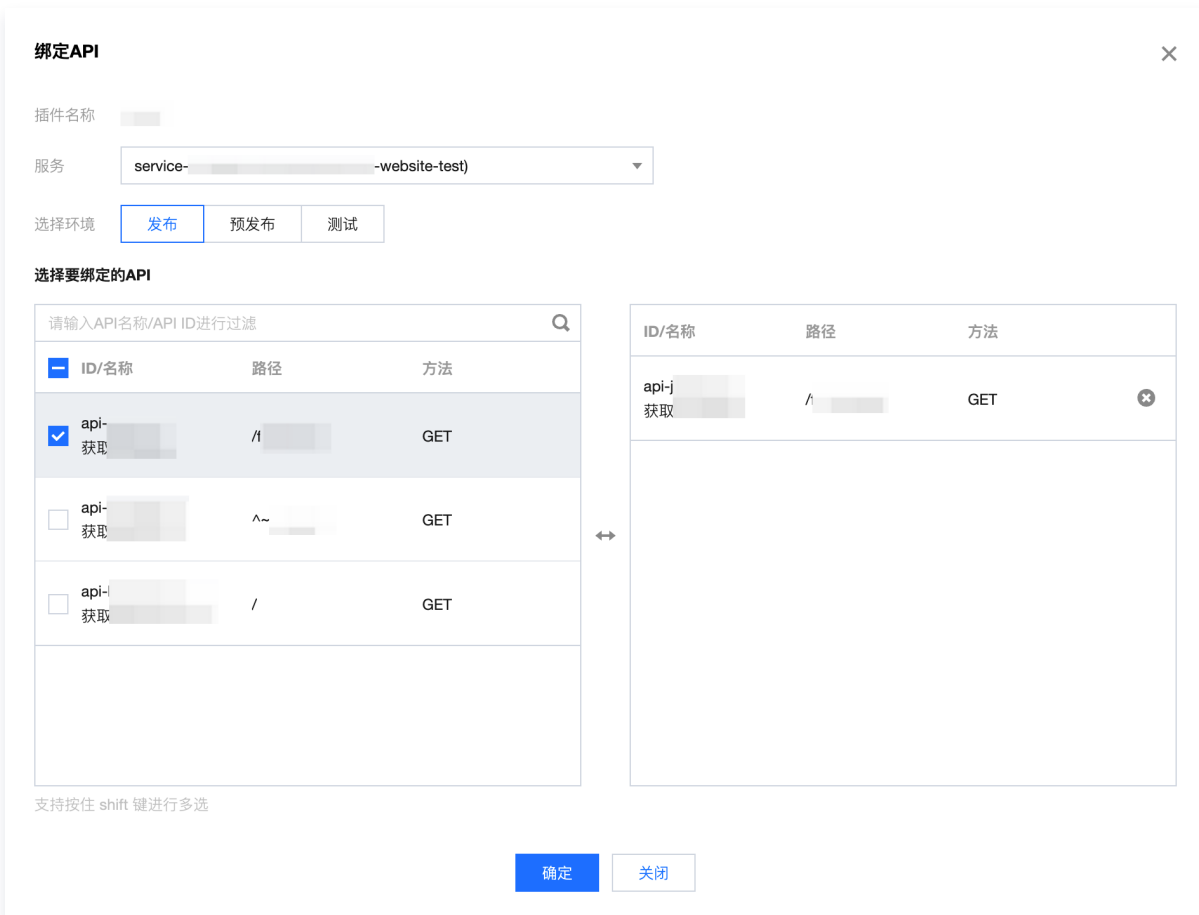 绑定API
插件名称
服务 service- -website-test)
选择环境 发布 预发布 测试
选择要绑定的API
请输入API名称/API ID进行过滤
ID/名称 路径 方法
api-
获取
/f
GET
api-
获取
^~
GET
api-
获取
/
GET
支持按住 shift 键进行多选
ID/名称 路径 方法
api-j
获取
/
GET
确定 关闭